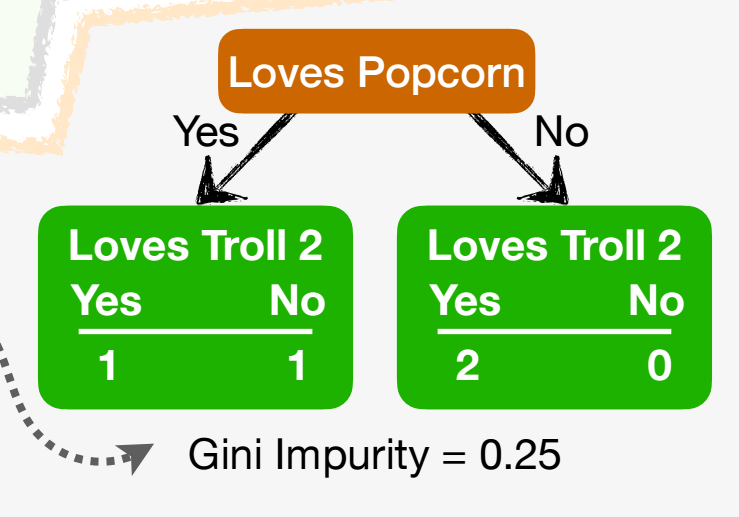 Loves Popcorn
Yes No
Loves Troll 2 Loves Troll 2
Yes No Yes No
1 1 2 0
Gini Impurity = 0.25